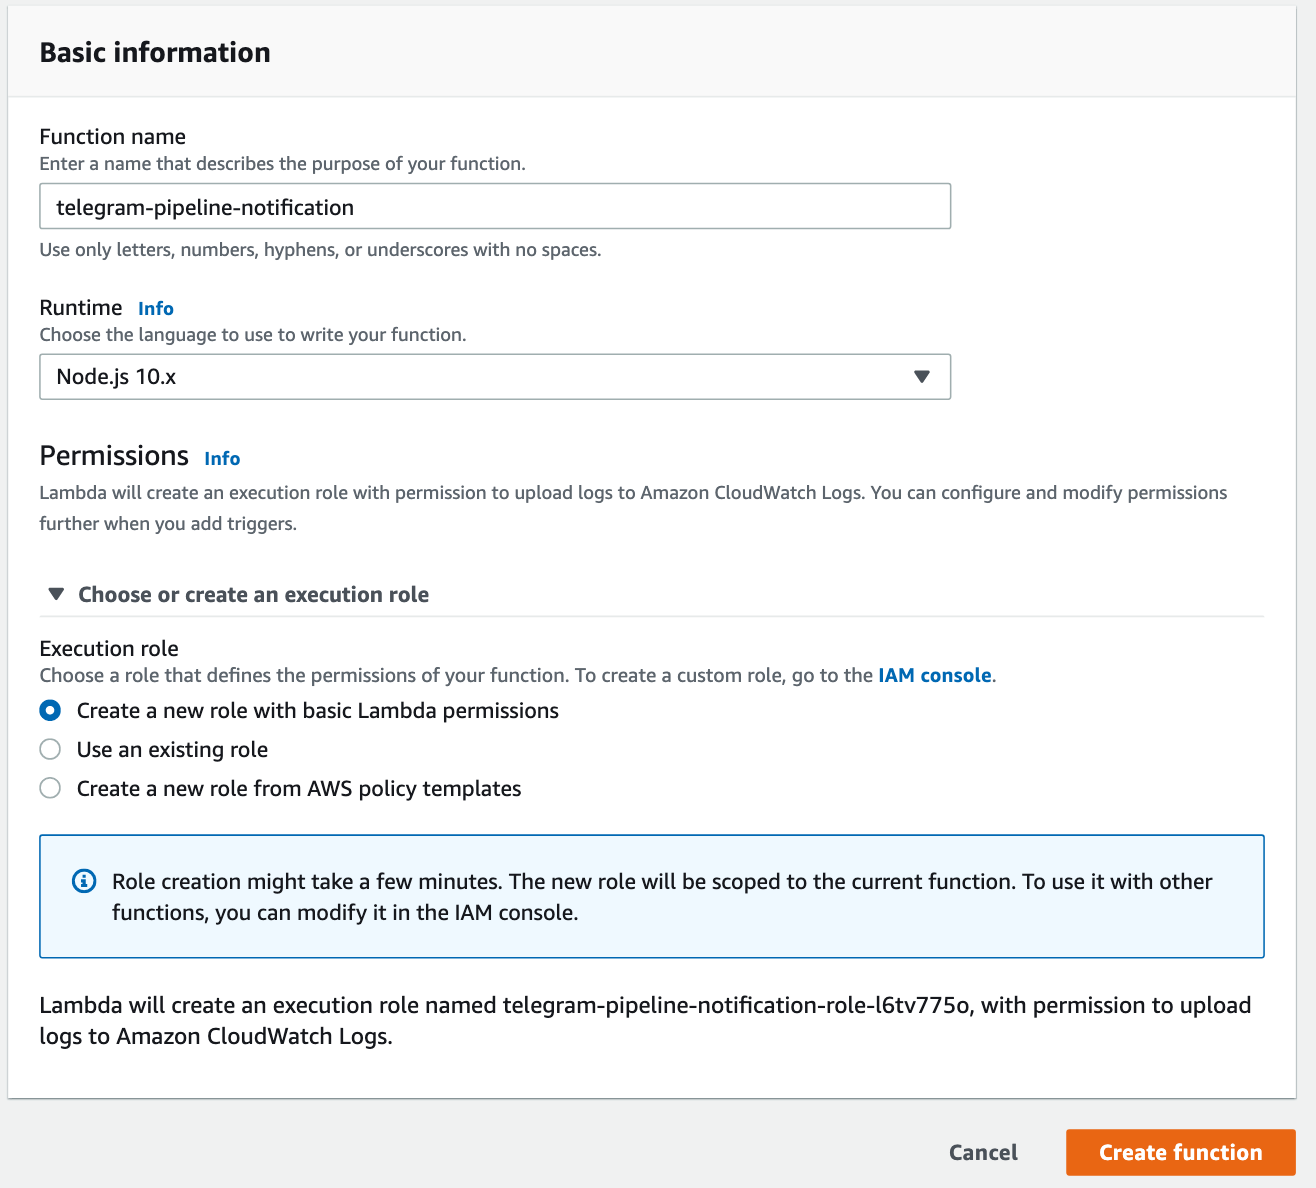 Basic information
Function name
Enter a name that describes the purpose of your function.
telegram-pipeline-notification
Use only letters, numbers, hyphens, or underscores with no spaces.
Runtime Info
Choose the language to use to write your function.
Node.js 10.x
Permissions Info
Lambda will create an execution role with permission to upload logs to Amazon CloudWatch Logs. You can configure and modify permissions
further when you add triggers.
Choose or create an execution role
Execution role
Choose a role that defines the permissions of your function. To create a custom role, go to the IAM console.
Create a new role with basic Lambda permissions
Use an existing role
Create a new role from AWS policy templates
Role creation might take a few minutes. The new role will be scoped to the current function. To use it with other
functions, you can modify it in the IAM console.
Lambda will create an execution role named telegram-pipeline-notification-role-l6tv775o, with permission to upload
logs to Amazon CloudWatch Logs.
Cancel
Create function